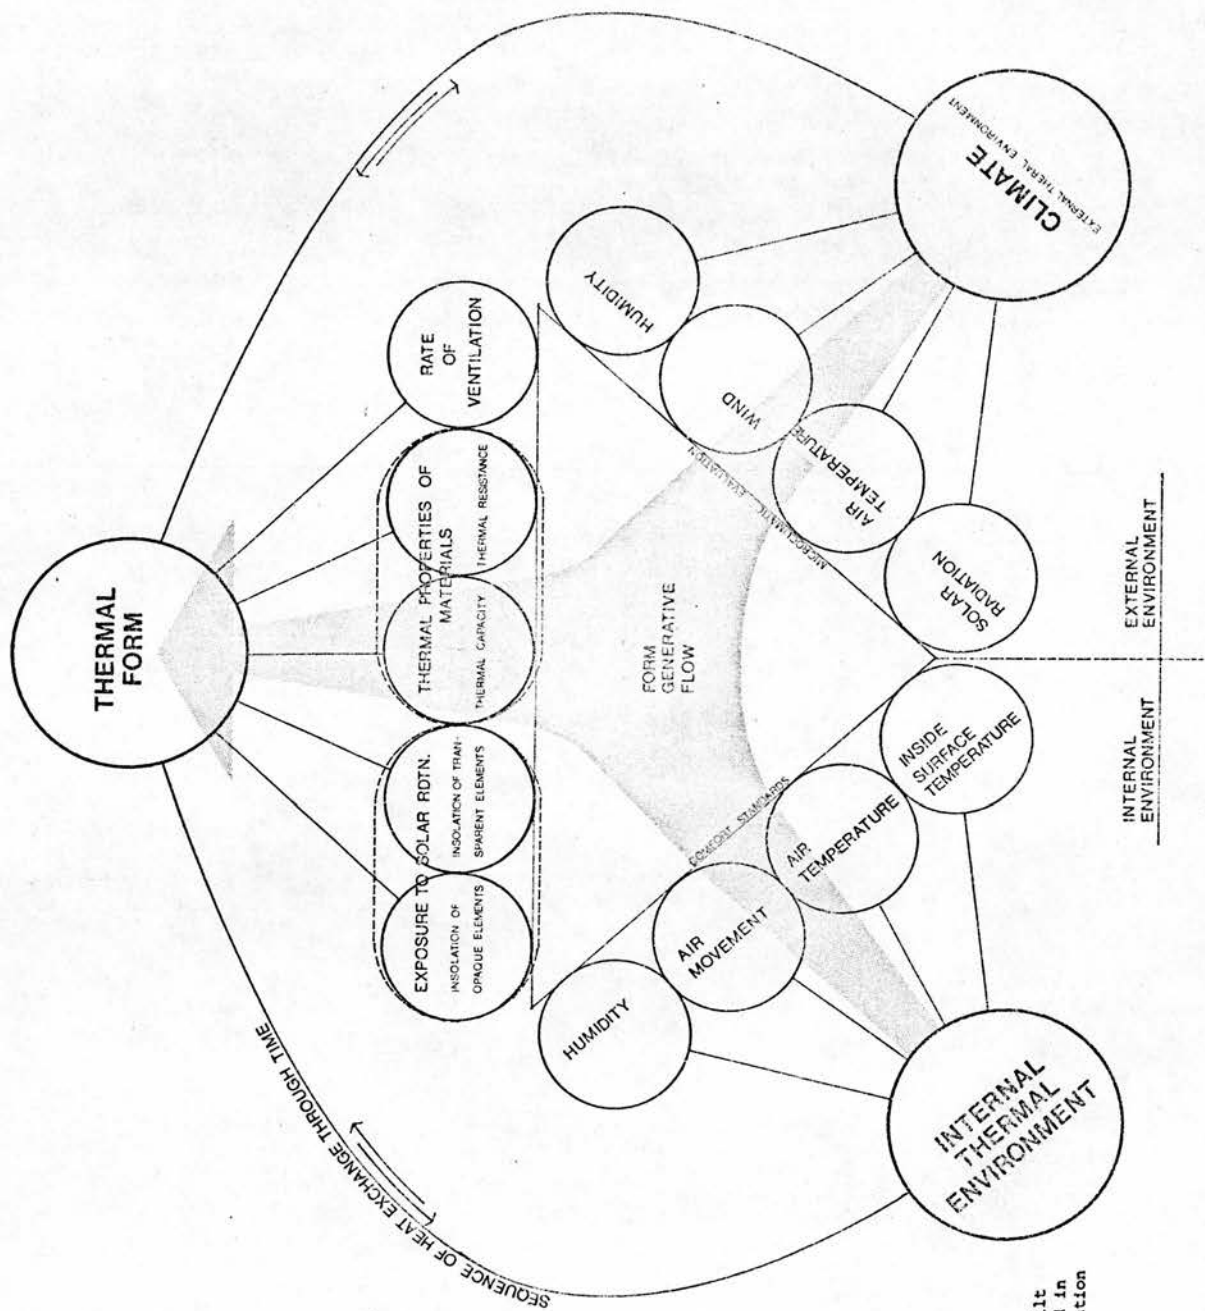 THERMAL
FORM
SEQUENCE OF HEAT EXCHANGE THROUGH TIME
EXPOSURE TO SOLAR RDTN.
INSOLATION OF
OPAQUE ELEMENTS
INSOLATION OF TRAN-
SPARENT ELEMENTS
THERMAL PROPERTIES OF
MATERIALS
THERMAL CAPACITY
THERMAL RESISTANCE
RATE
OF
VENTILATION
FORM
GENERATIVE
FLOW
COMFORT STANDARDS
MICROCLIMATIC EVALUATION
HUMIDITY
AIR
MOVEMENT
AIR
TEMPERATURE
INSIDE
SURFACE
TEMPERATURE
HUMIDITY
WIND
AIR
TEMPERATURE
SOLAR
RADIATION
INTERNAL
THERMAL
ENVIRONMENT
CLIMATE
EXTERNAL THERAL ENVIRONMENT
INTERNAL
ENVIRONMENT
EXTERNAL
ENVIRONMENT